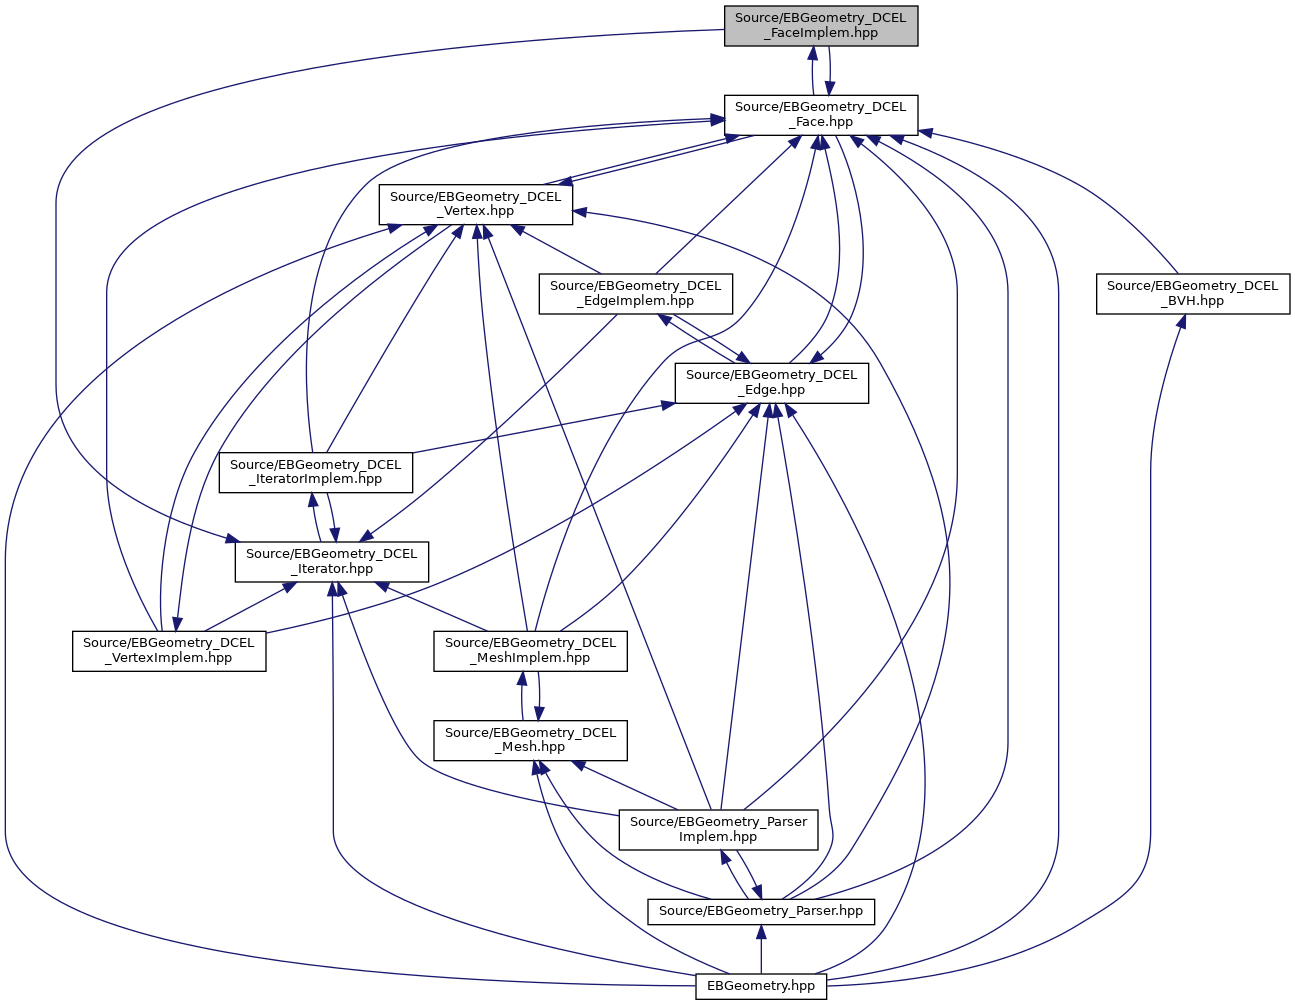 Source/EBGeometry_DCEL
_FaceImplem.hpp
Source/EBGeometry_DCEL
_Face.hpp
Source/EBGeometry_DCEL
_Vertex.hpp
Source/EBGeometry_DCEL
_EdgeImplem.hpp
Source/EBGeometry_DCEL
_BVH.hpp
Source/EBGeometry_DCEL
_Edge.hpp
Source/EBGeometry_DCEL
_IteratorImplem.hpp
Source/EBGeometry_DCEL
_Iterator.hpp
Source/EBGeometry_DCEL
_VertexImplem.hpp
Source/EBGeometry_DCEL
_MeshImplem.hpp
Source/EBGeometry_DCEL
_Mesh.hpp
Source/EBGeometry_Parser
Implem.hpp
Source/EBGeometry_Parser.hpp
EBGeometry.hpp